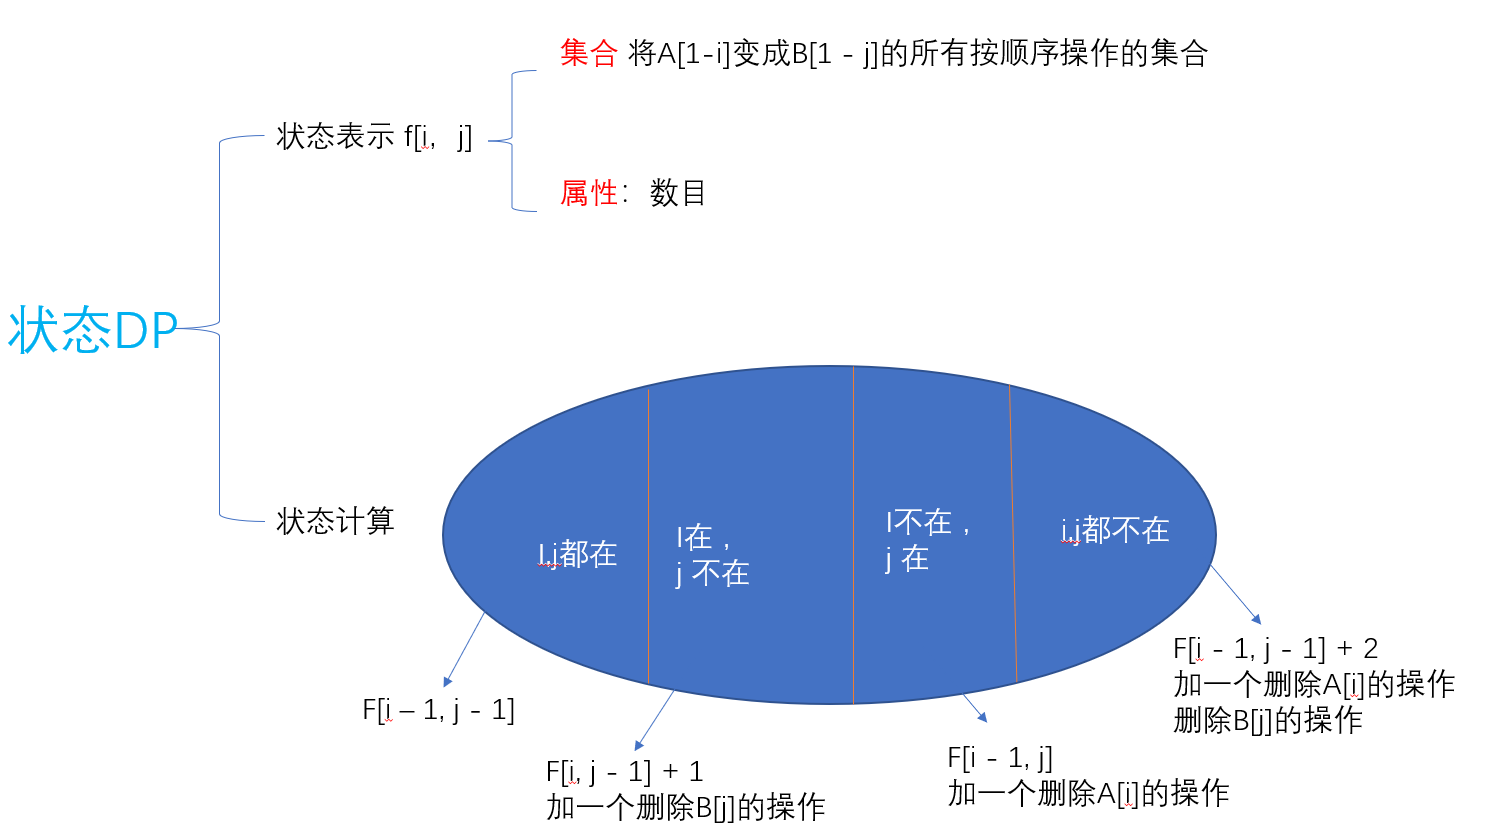 集合 将A[1-i]变成B[1 - j]的所有按顺序操作的集合
状态表示 f[i, j]
属性：数目
状态DP
状态计算
I,j都在
I在，
j 不在
I不在，
j 在
i,j都不在
F[i – 1, j - 1]
F[i, j - 1] + 1
加一个删除B[j]的操作
F[i - 1, j]
加一个删除A[i]的操作
F[i - 1, j - 1] + 2
加一个删除A[i]的操作
删除B[j]的操作